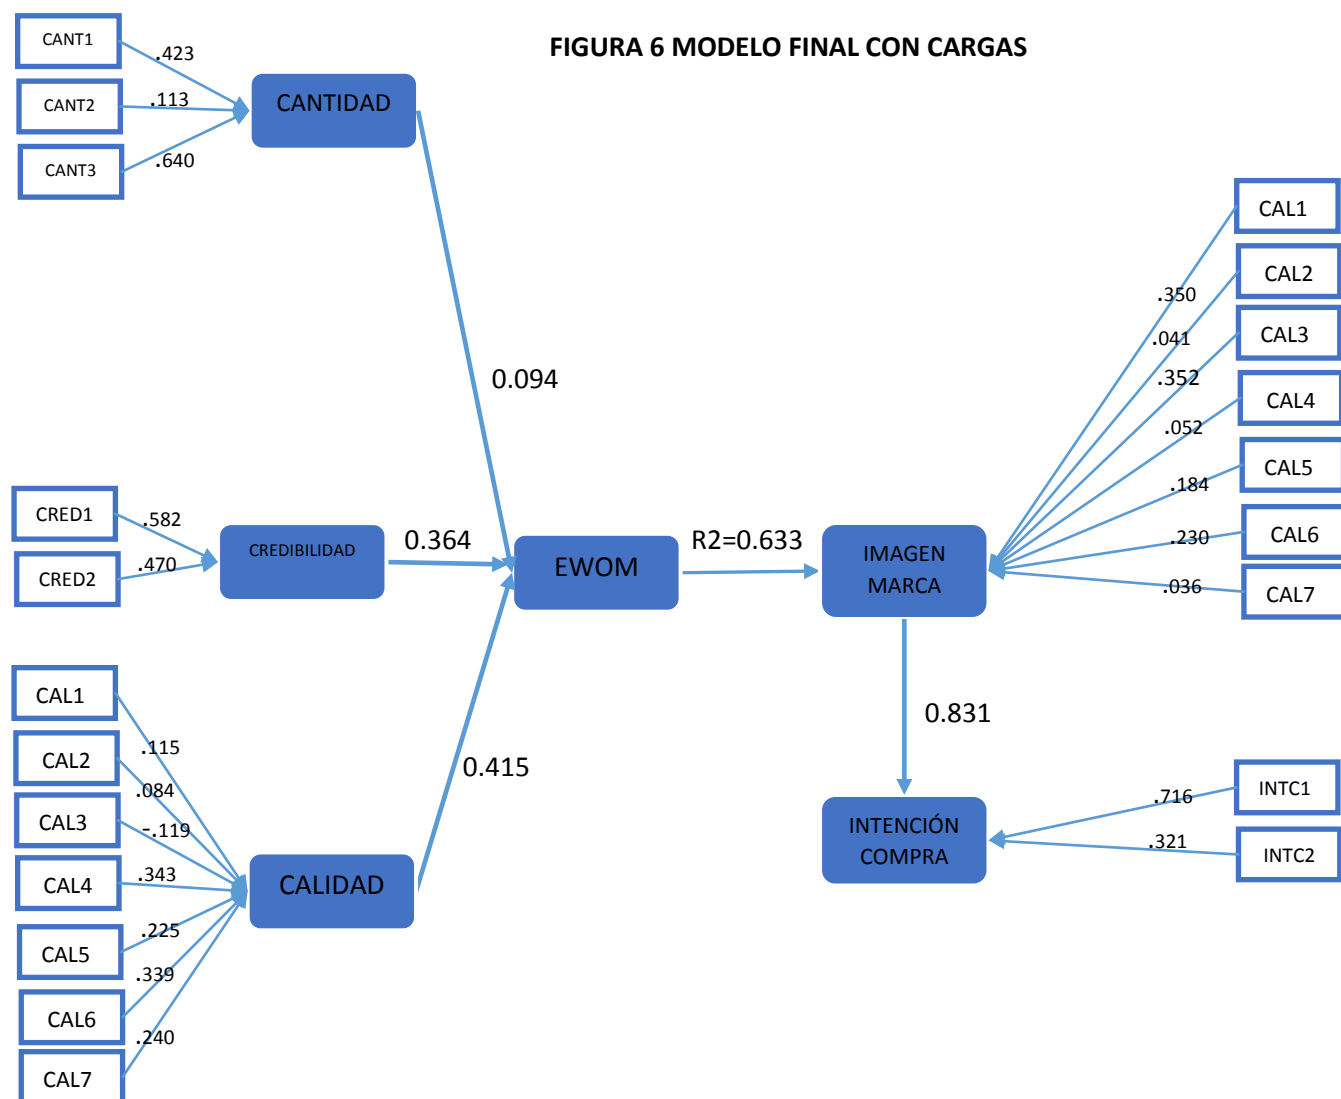 FIGURA 6 MODELO FINAL CON CARGAS
CANT1
.423
CANT2
.113
CANT3
.640
CANTIDAD
0.094
CRED1
.582
CRED2
.470
CREDIBILIDAD
0.364
EWOM
R2=0.633
IMAGEN
MARCA
CAL1
.350
CAL2
.041
CAL3
.352
CAL4
.052
CAL5
.184
CAL6
.230
CAL7
.036
CAL1
.115
CAL2
.084
CAL3
-.119
CAL4
.343
CAL5
.225
CAL6
.339
CAL7
.240
CALIDAD
0.415
0.831
INTENCIÓN
COMPRA
INTC1
.716
INTC2
.321